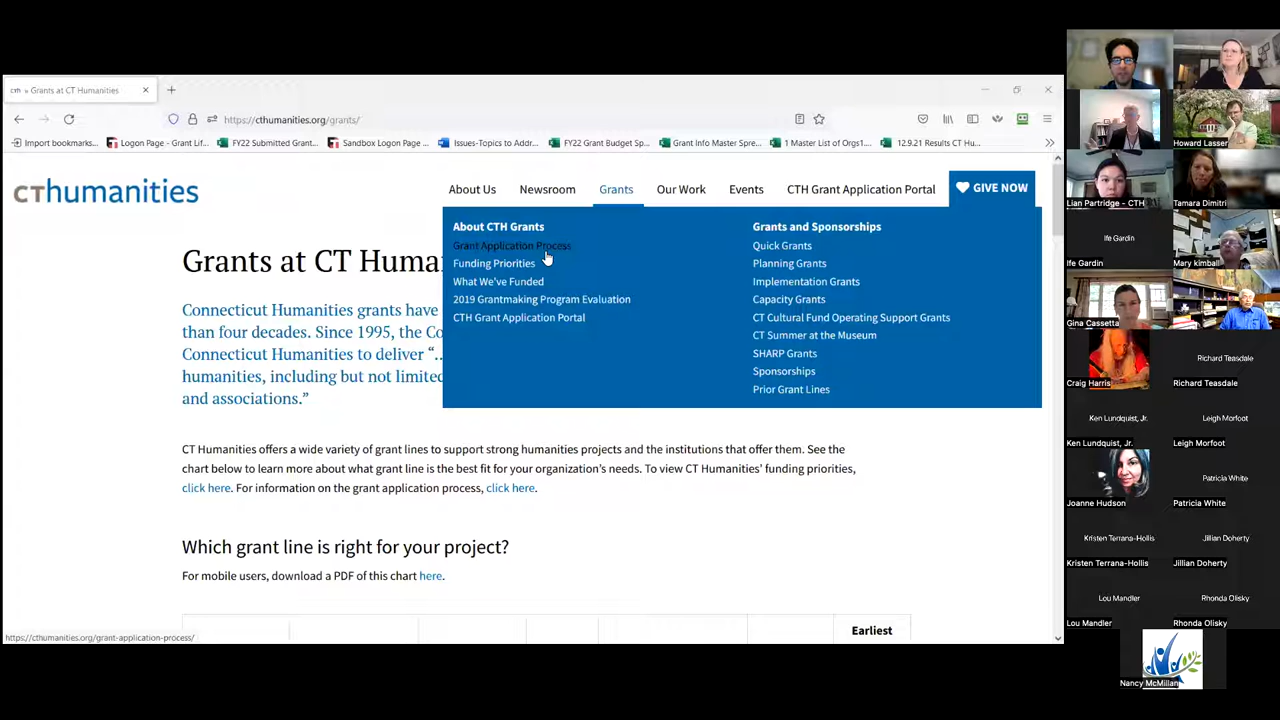 CTH » Grants at CT Humanities
https://cthumanities.org/grants/
Import bookmarks...
Logon Page - Grant Lif...
FY22 Submitted Grant...
Sandbox Logon Page ...
Issues-Topics to Addr...
FY22 Grant Budget Sp...
Grant Info Master Spre...
1 Master List of Orgs1...
12.9.21 Results CT Hu...
CThumanities
About Us
Newsroom
Grants
Our Work
Events
CTH Grant Application Portal
GIVE NOW
About CTH Grants
Grant Application Process
Funding Priorities
What We've Funded
2019 Grantmaking Program Evaluation
CTH Grant Application Portal
Grants and Sponsorships
Quick Grants
Planning Grants
Implementation Grants
Capacity Grants
CT Cultural Fund Operating Support Grants
CT Summer at the Museum
SHARP Grants
Sponsorships
Prior Grant Lines
Grants at CT Huma
Connecticut Humanities grants have
than four decades. Since 1995, the Co
Connecticut Humanities to deliver "..
humanities, including but not limited
and associations."
CT Humanities offers a wide variety of grant lines to support strong humanities projects and the institutions that offer them. See the
chart below to learn more about what grant line is the best fit for your organization's needs. To view CT Humanities' funding priorities,
click here. For information on the grant application process, click here.
Which grant line is right for your project?
For mobile users, download a PDF of this chart here.
Earliest
https://cthumanities.org/grant-application-process/
Howard Lasser
Lian Partridge - CTH
Tamara Dimitri
Ife Gardin
Ife Gardin
Mary kimball
Gina Cassetta
Craig Harris
Richard Teasdale
Richard Teasdale
Ken Lundquist, Jr.
Ken Lundquist, Jr.
Leigh Morfoot
Leigh Morfoot
Joanne Hudson
Patricia White
Patricia White
Kristen Terrana-Hollis
Kristen Terrana-Hollis
Jillian Doherty
Jillian Doherty
Lou Mandler
Lou Mandler
Rhonda Olisky
Rhonda Olisky
Nancy McMillan